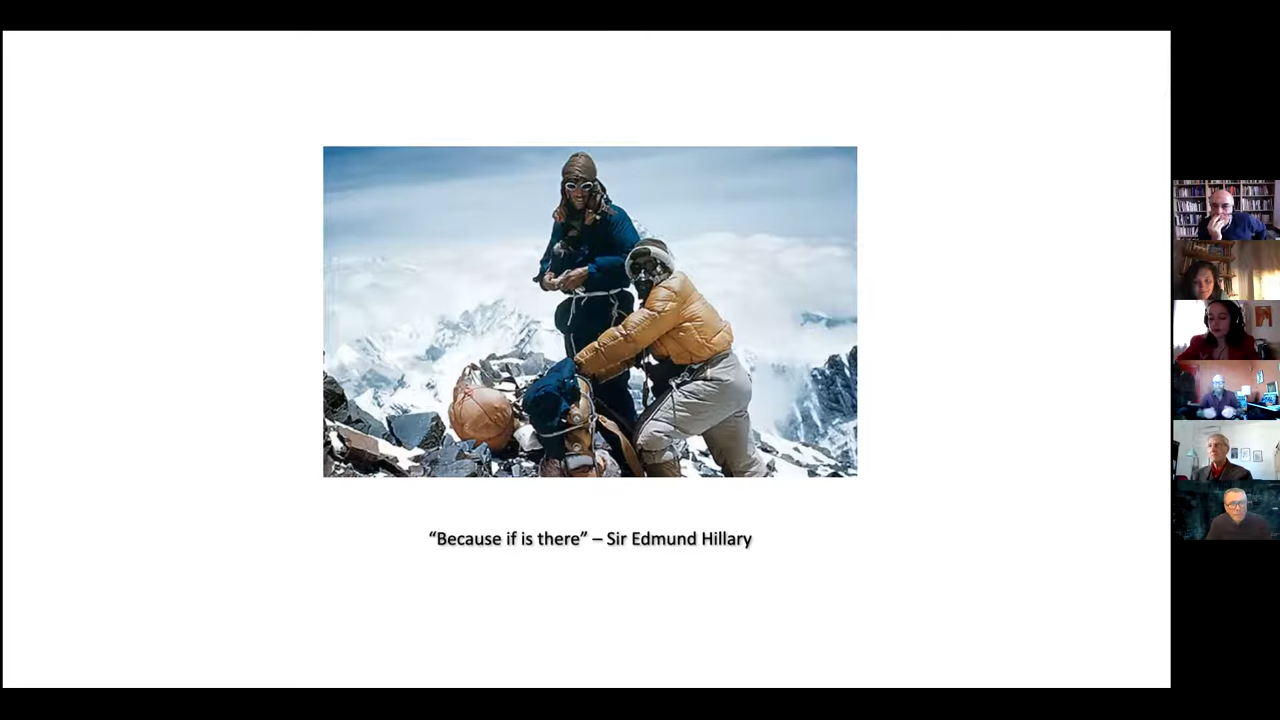 “Because if is there” – Sir Edmund Hillary